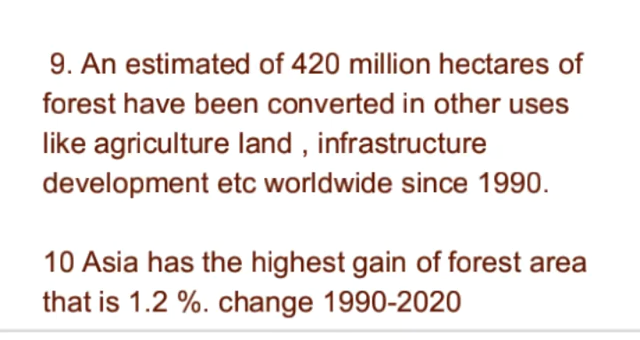 9. An estimated of 420 million hectares of
forest have been converted in other uses
like agriculture land , infrastructure
development etc worldwide since 1990.
10 Asia has the highest gain of forest area
that is 1.2 %. change 1990-2020